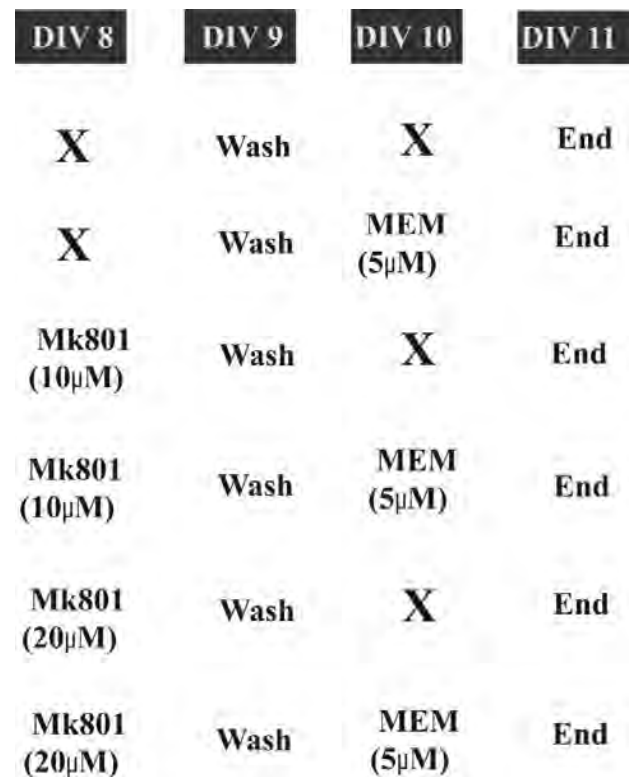 DIV 8 DIV 9 DIV 10 DIV 11
X Wash X End
X Wash MEM (5μM) End
Mk801 (10μM) Wash X End
Mk801 (10μM) Wash MEM (5μM) End
Mk801 (20μM) Wash X End
Mk801 (20μM) Wash MEM (5μM) End